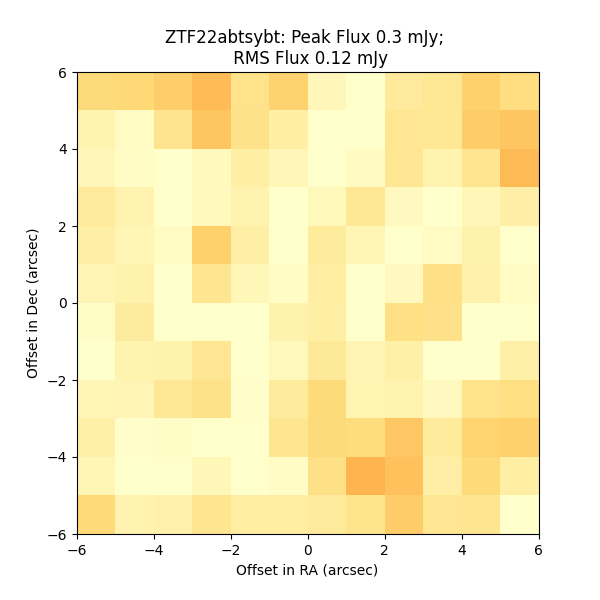 ZTF22abtsybt: Peak Flux 0.3 mJy;
RMS Flux 0.12 mJy
6
4
2
0
−2
−4
−6
Offset in Dec (arcsec)
−6 −4 −2 0 2 4 6
Offset in RA (arcsec)